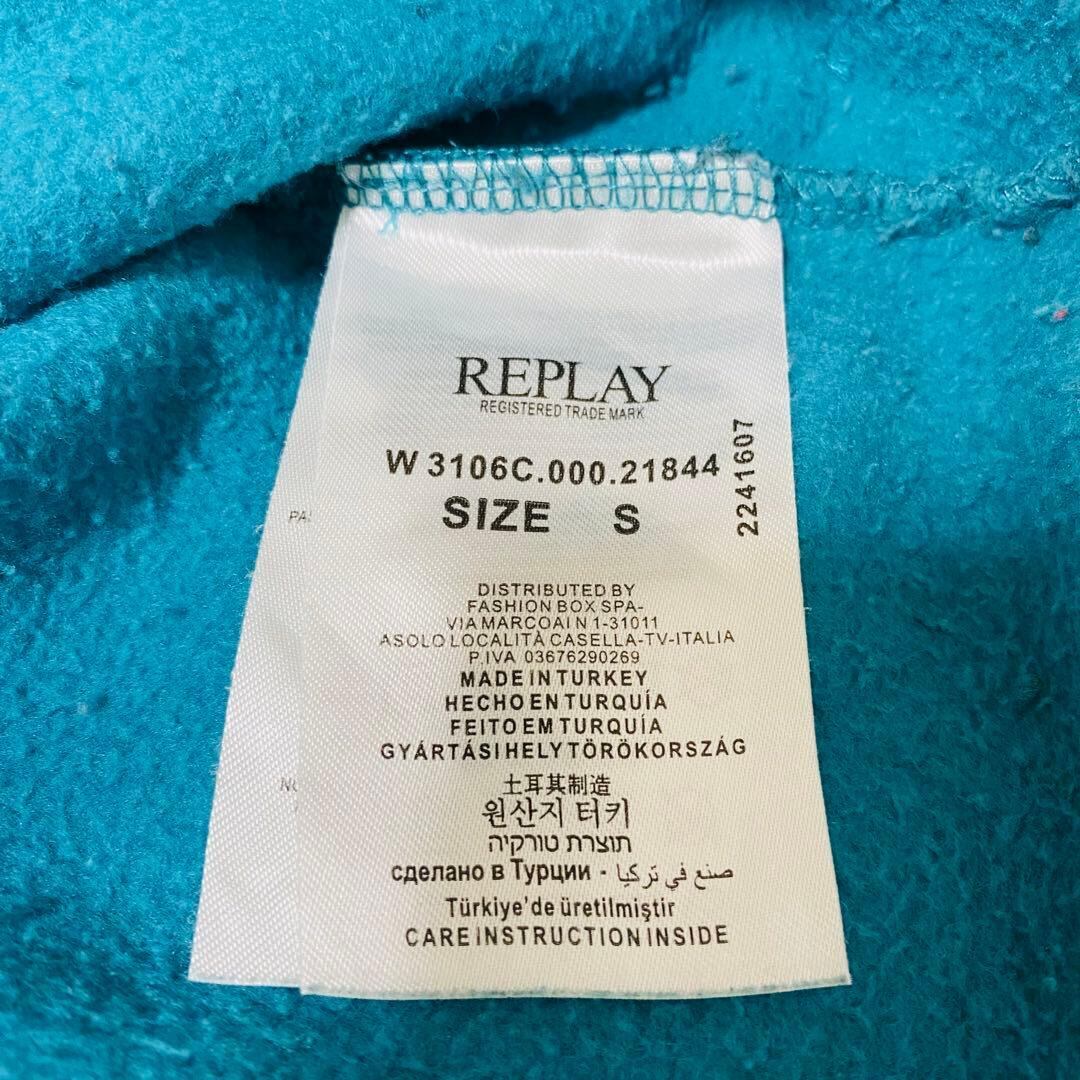 REPLAY
REGISTERED TRADE MARK
W 3106C.000.21844
SIZE S
2241607
DISTRIBUTED BY
FASHION BOX SPA-
VIA MARCOAI N 1-31011
ASOLO LOCALITÀ CASELLA-TV-ITALIA
P.IVA 03676290269
MADE IN TURKEY
HECHO EN TURQUÍA
FEITO EM TURQUÍA
GYÁRTÁSI HELY TÖRÖKORSZÁG
土耳其制造
원산지 터키
תוצרת טורקיה
сделано в Турции - صنع في تركيا
Türkiye'de üretilmiştir
CARE INSTRUCTION INSIDE